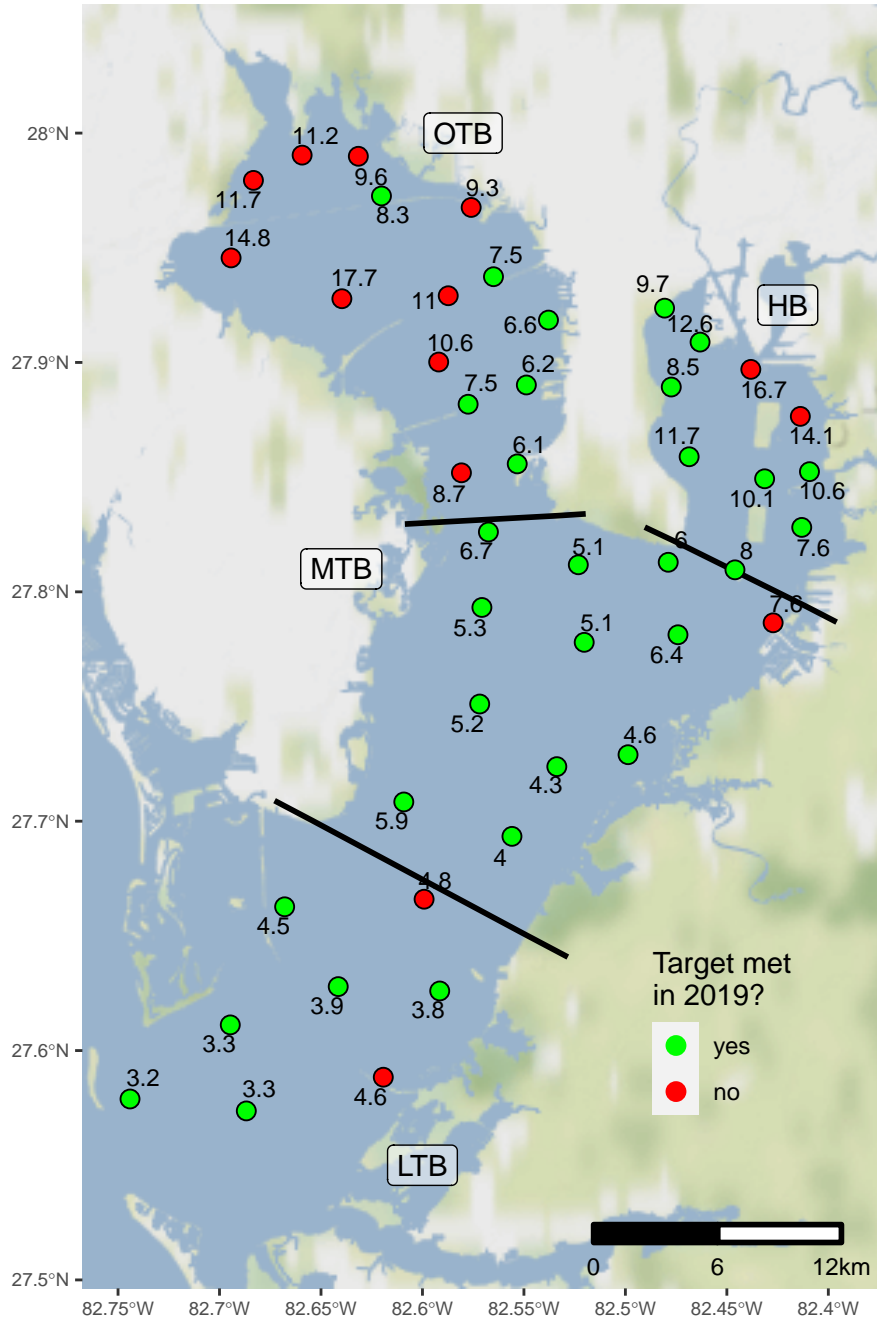 28°N
27.9°N
27.8°N
27.7°N
27.6°N
27.5°N
OTB
11.2
9.6
11.7
8.3
9.3
14.8
7.5
17.7
11
6.6
10.6
6.2
7.5
6.1
8.7
HB
9.7
12.6
8.5
16.7
14.1
11.7
10.1
10.6
7.6
MTB
6.7
5.1
6
8
7.6
5.3
5.1
6.4
5.2
4.6
4.3
5.9
4
4.8
4.5
3.9
3.8
3.3
3.2
3.3
4.6
LTB
Target met
in 2019?
yes
no
0 6 12km
82.75°W 82.7°W 82.65°W 82.6°W 82.55°W 82.5°W 82.45°W 82.4°W